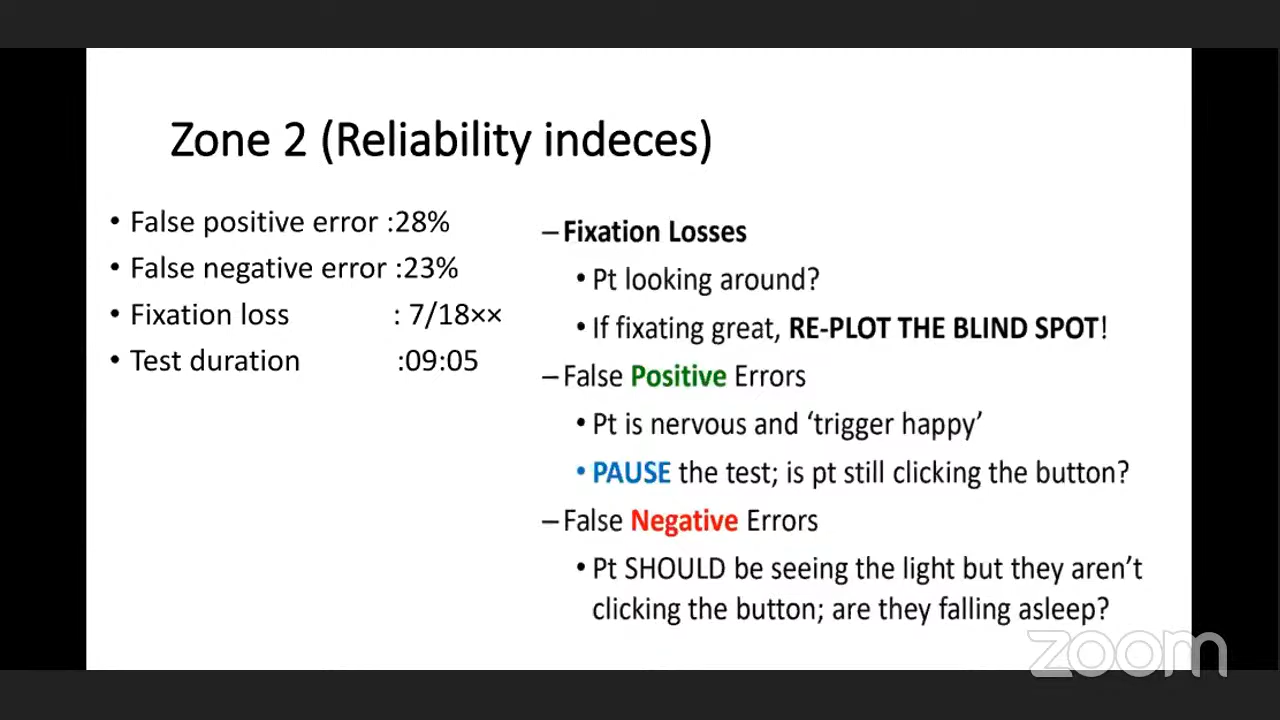 Zone 2 (Reliability indeces)
• False positive error :28%
• False negative error :23%
• Fixation loss : 7/18××
• Test duration :09:05
–Fixation Losses
• Pt looking around?
• If fixating great, RE-PLOT THE BLIND SPOT!
–False Positive Errors
• Pt is nervous and ‘trigger happy’
• PAUSE the test; is pt still clicking the button?
–False Negative Errors
• Pt SHOULD be seeing the light but they aren’t
clicking the button; are they falling asleep?
zoom